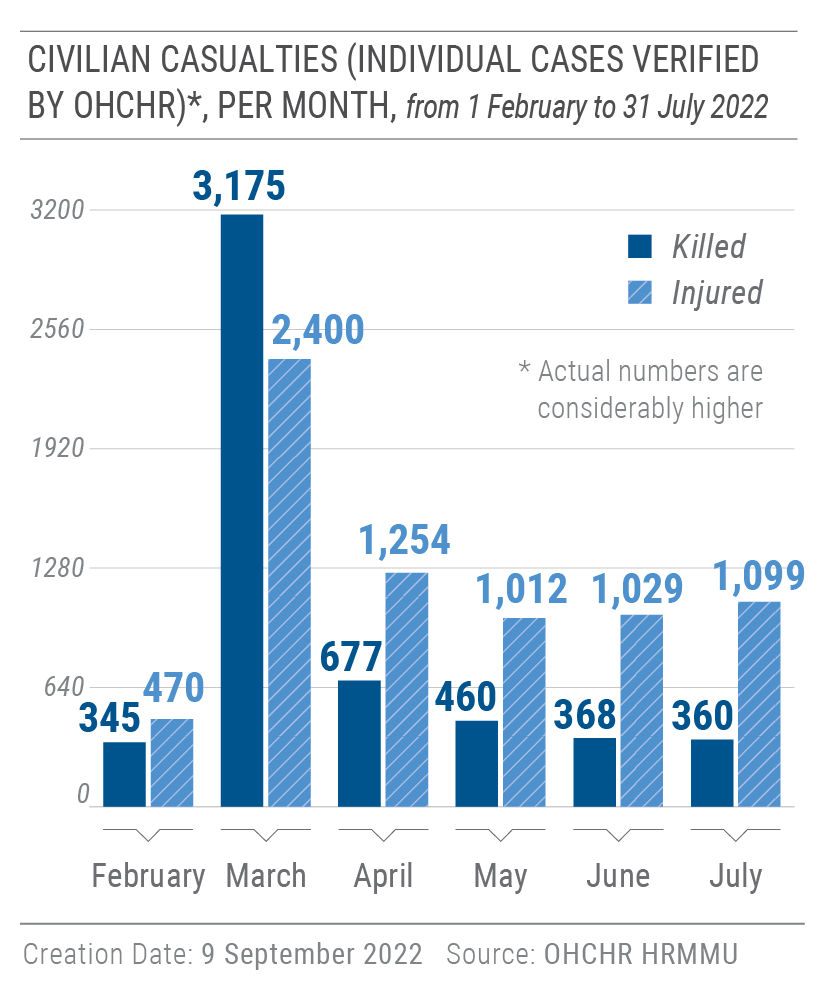 CIVILIAN CASUALTIES (INDIVIDUAL CASES VERIFIED
BY OHCHR)*, PER MONTH, from 1 February to 31 July 2022
3200
2560
1920
1280
640
0
Killed
Injured
* Actual numbers are
considerably higher
345
470
3,175
2,400
677
1,254
460
1,012
368
1,029
360
1,099
February March April May June July
Creation Date: 9 September 2022 Source: OHCHR HRMMU